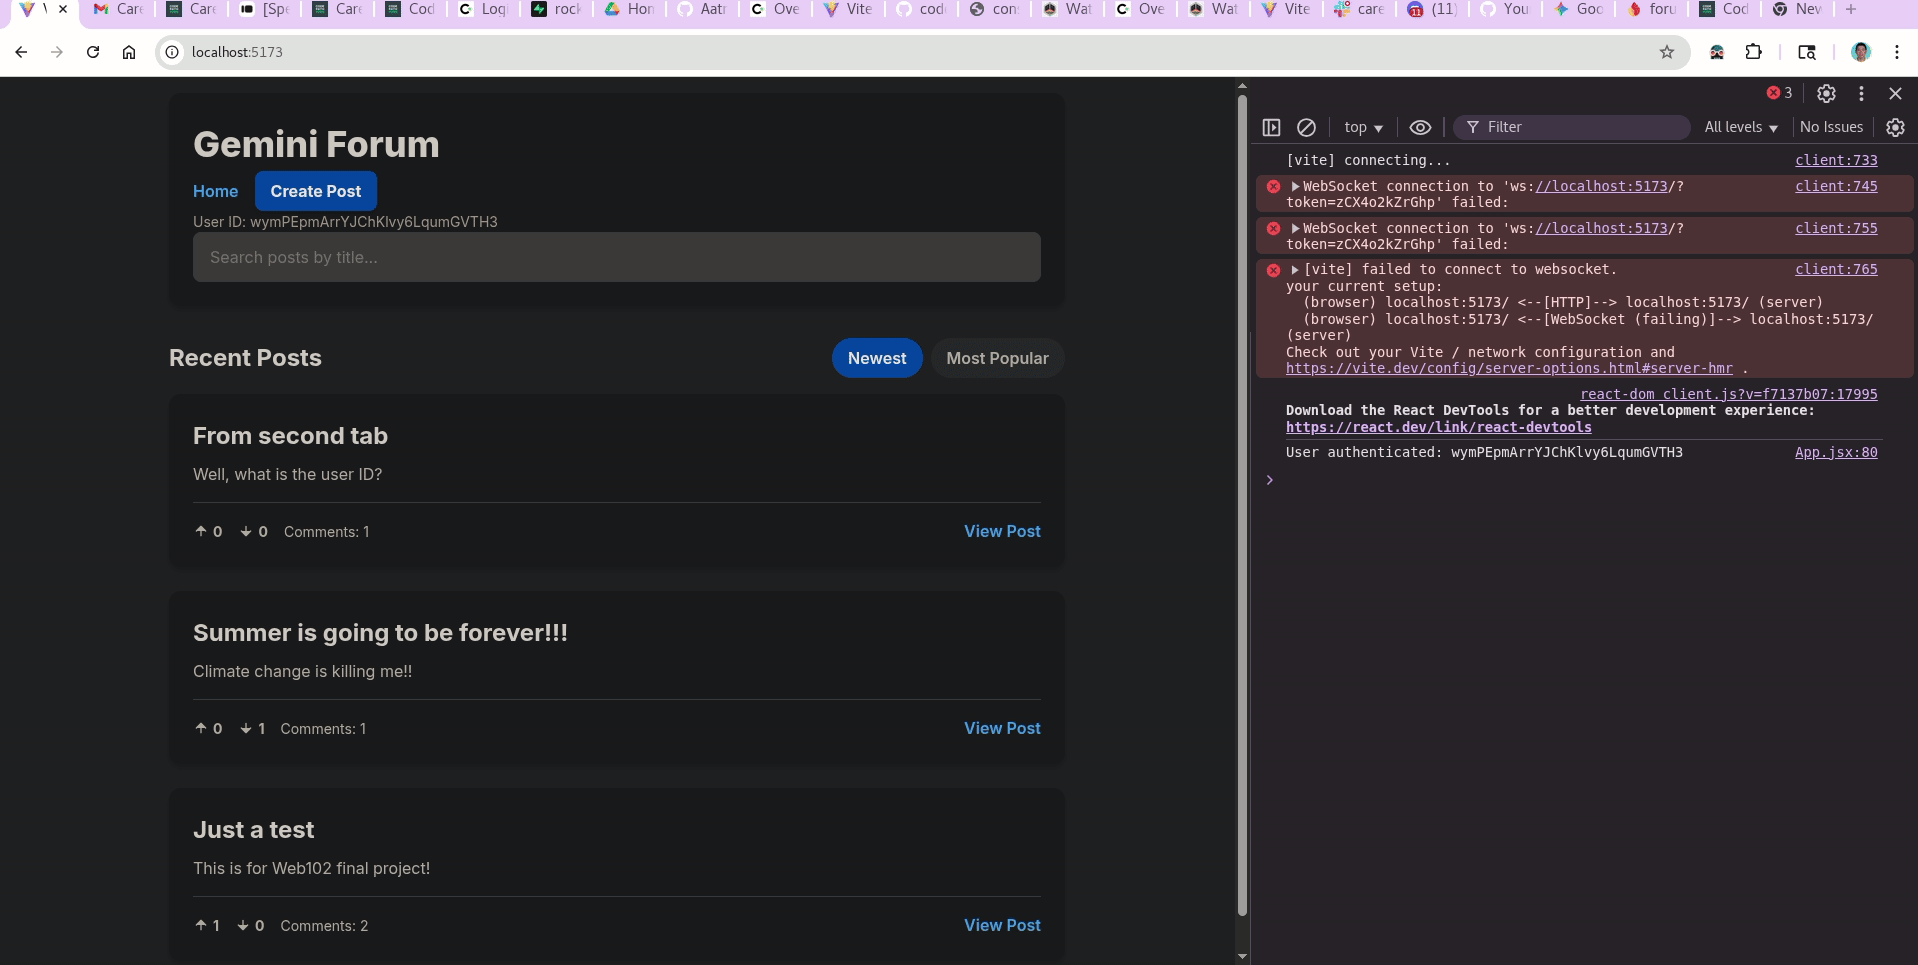 Care
Care
[Spe
Care
Cod
Logi
rock
Hom
Aatr
Ove
Vite
cod
con
Wat
Ove
Wat
Vite
care
(11)
You
Goo
foru
Cod
New
localhost:5173
Gemini Forum
Home Create Post
User ID: wymPEpmArrYJChKlvy6LqumGVTH3
Search posts by title...
Recent Posts Newest Most Popular
From second tab
Well, what is the user ID?
0 0 Comments: 1 View Post
Summer is going to be forever!!!
Climate change is killing me!!
0 1 Comments: 1 View Post
Just a test
This is for Web102 final project!
1 0 Comments: 2 View Post
3
top Filter All levels No Issues
[vite] connecting... client:733
WebSocket connection to 'ws://localhost:5173/? client:745
token=zCX4o2kZrGhp' failed:
WebSocket connection to 'ws://localhost:5173/? client:755
token=zCX4o2kZrGhp' failed:
[vite] failed to connect to websocket. client:765
your current setup:
(browser) localhost:5173/ <--[HTTP]--> localhost:5173/ (server)
(browser) localhost:5173/ <--[WebSocket (failing)]--> localhost:5173/
(server)
Check out your Vite / network configuration and
https://vite.dev/config/server-options.html#server-hmr .
react-dom_client.js?v=f7137b07:17995
Download the React DevTools for a better development experience:
https://react.dev/link/react-devtools
User authenticated: wymPEpmArrYJChKlvy6LqumGVTH3 App.jsx:80